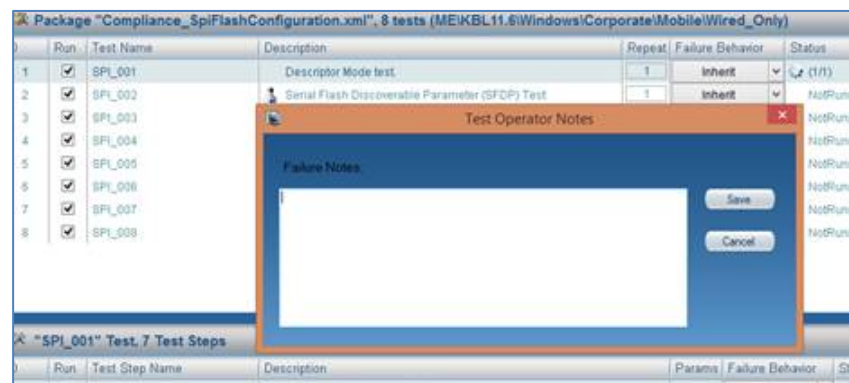 Package "Compliance_SpiFlashConfiguration.xml", 8 tests (ME\KBL11.6\Windows\Corporate\Mobile\Wired_Only)
Run Test Name Description Repeat Failure Behavior Status
1 SPI_001 Descriptor Mode test. 1 Inherit (1/1)
2 SPI_002 Serial Flash Discoverable Parameter (SFDP) Test 1 Inherit NotRun
3 SPI_003 NotRun
4 SPI_004 NotRun
5 SPI_005 NotRun
6 SPI_006 NotRun
7 SPI_007 NotRun
8 SPI_008 NotRun
Test Operator Notes
Failure Notes:
Save
Cancel
"SPI_001" Test, 7 Test Steps
Run Test Step Name Description Params Failure Behavior St